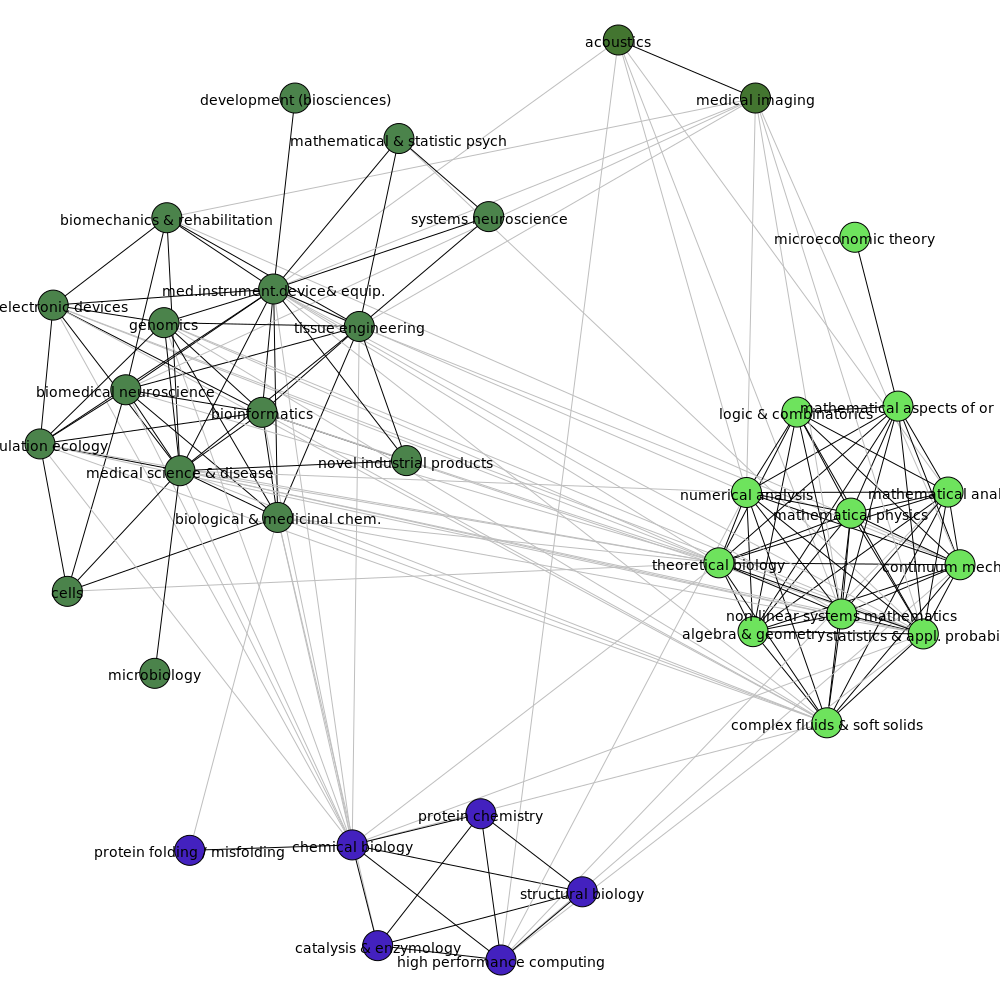 acoustics
development (biosciences)
medical imaging
mathematical & statistic psych
biomechanics & rehabilitation
systems neuroscience
microeconomic theory
med.instrument.device& equip.
electronic devices
genomics
tissue engineering
biomedical neuroscience
bioinformatics
logic & combinatorics
mathematical aspects of or
ulation ecology
medical science & disease
novel industrial products
numerical analysis
mathematical anal
biological & medicinal chem.
mathematical physics
theoretical biology
continuum mech
cells
non-linear systems mathematics
algebra & geometry
statistics & appl. probabi
microbiology
complex fluids & soft solids
protein chemistry
protein folding / misfolding
chemical biology
structural biology
catalysis & enzymology
high performance computing